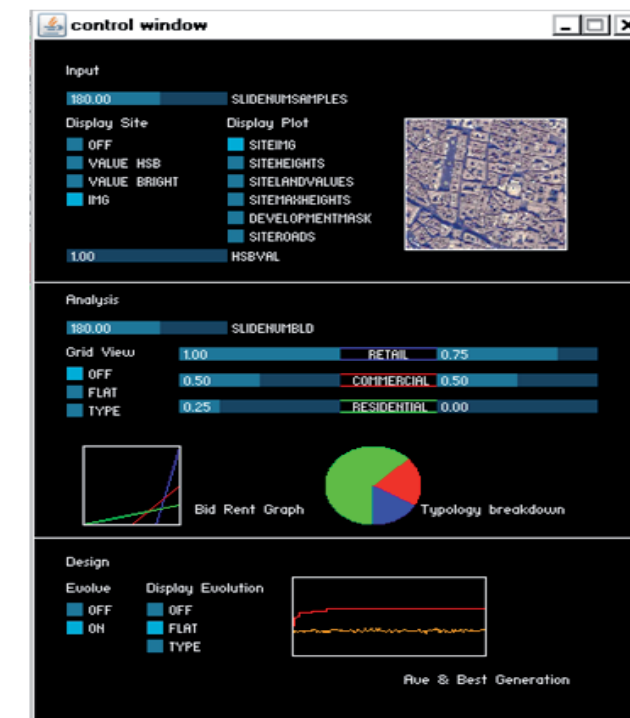 control window
Input
180.00 SLIDENUMSAMPLES
Display Site Display Plot
OFF SITEIMG
VALUE HSB SITEHEIGHTS
VALUE BRIGHT SITELANDVALUES
IMG SITEMAXHEIGHTS
DEVELOPMENTMASK
SITEROADS
1.00 HSBVAL
Analysis
180.00 SLIDENUMBLD
Grid View 1.00 RETAIL 0.75
OFF 0.50 COMMERCIAL 0.50
FLAT
TYPE 0.25 RESIDENTIAL 0.00
Bid Rent Graph Typology breakdown
Design
Evolve Display Evolution
OFF OFF
ON FLAT
TYPE
Ave & Best Generation